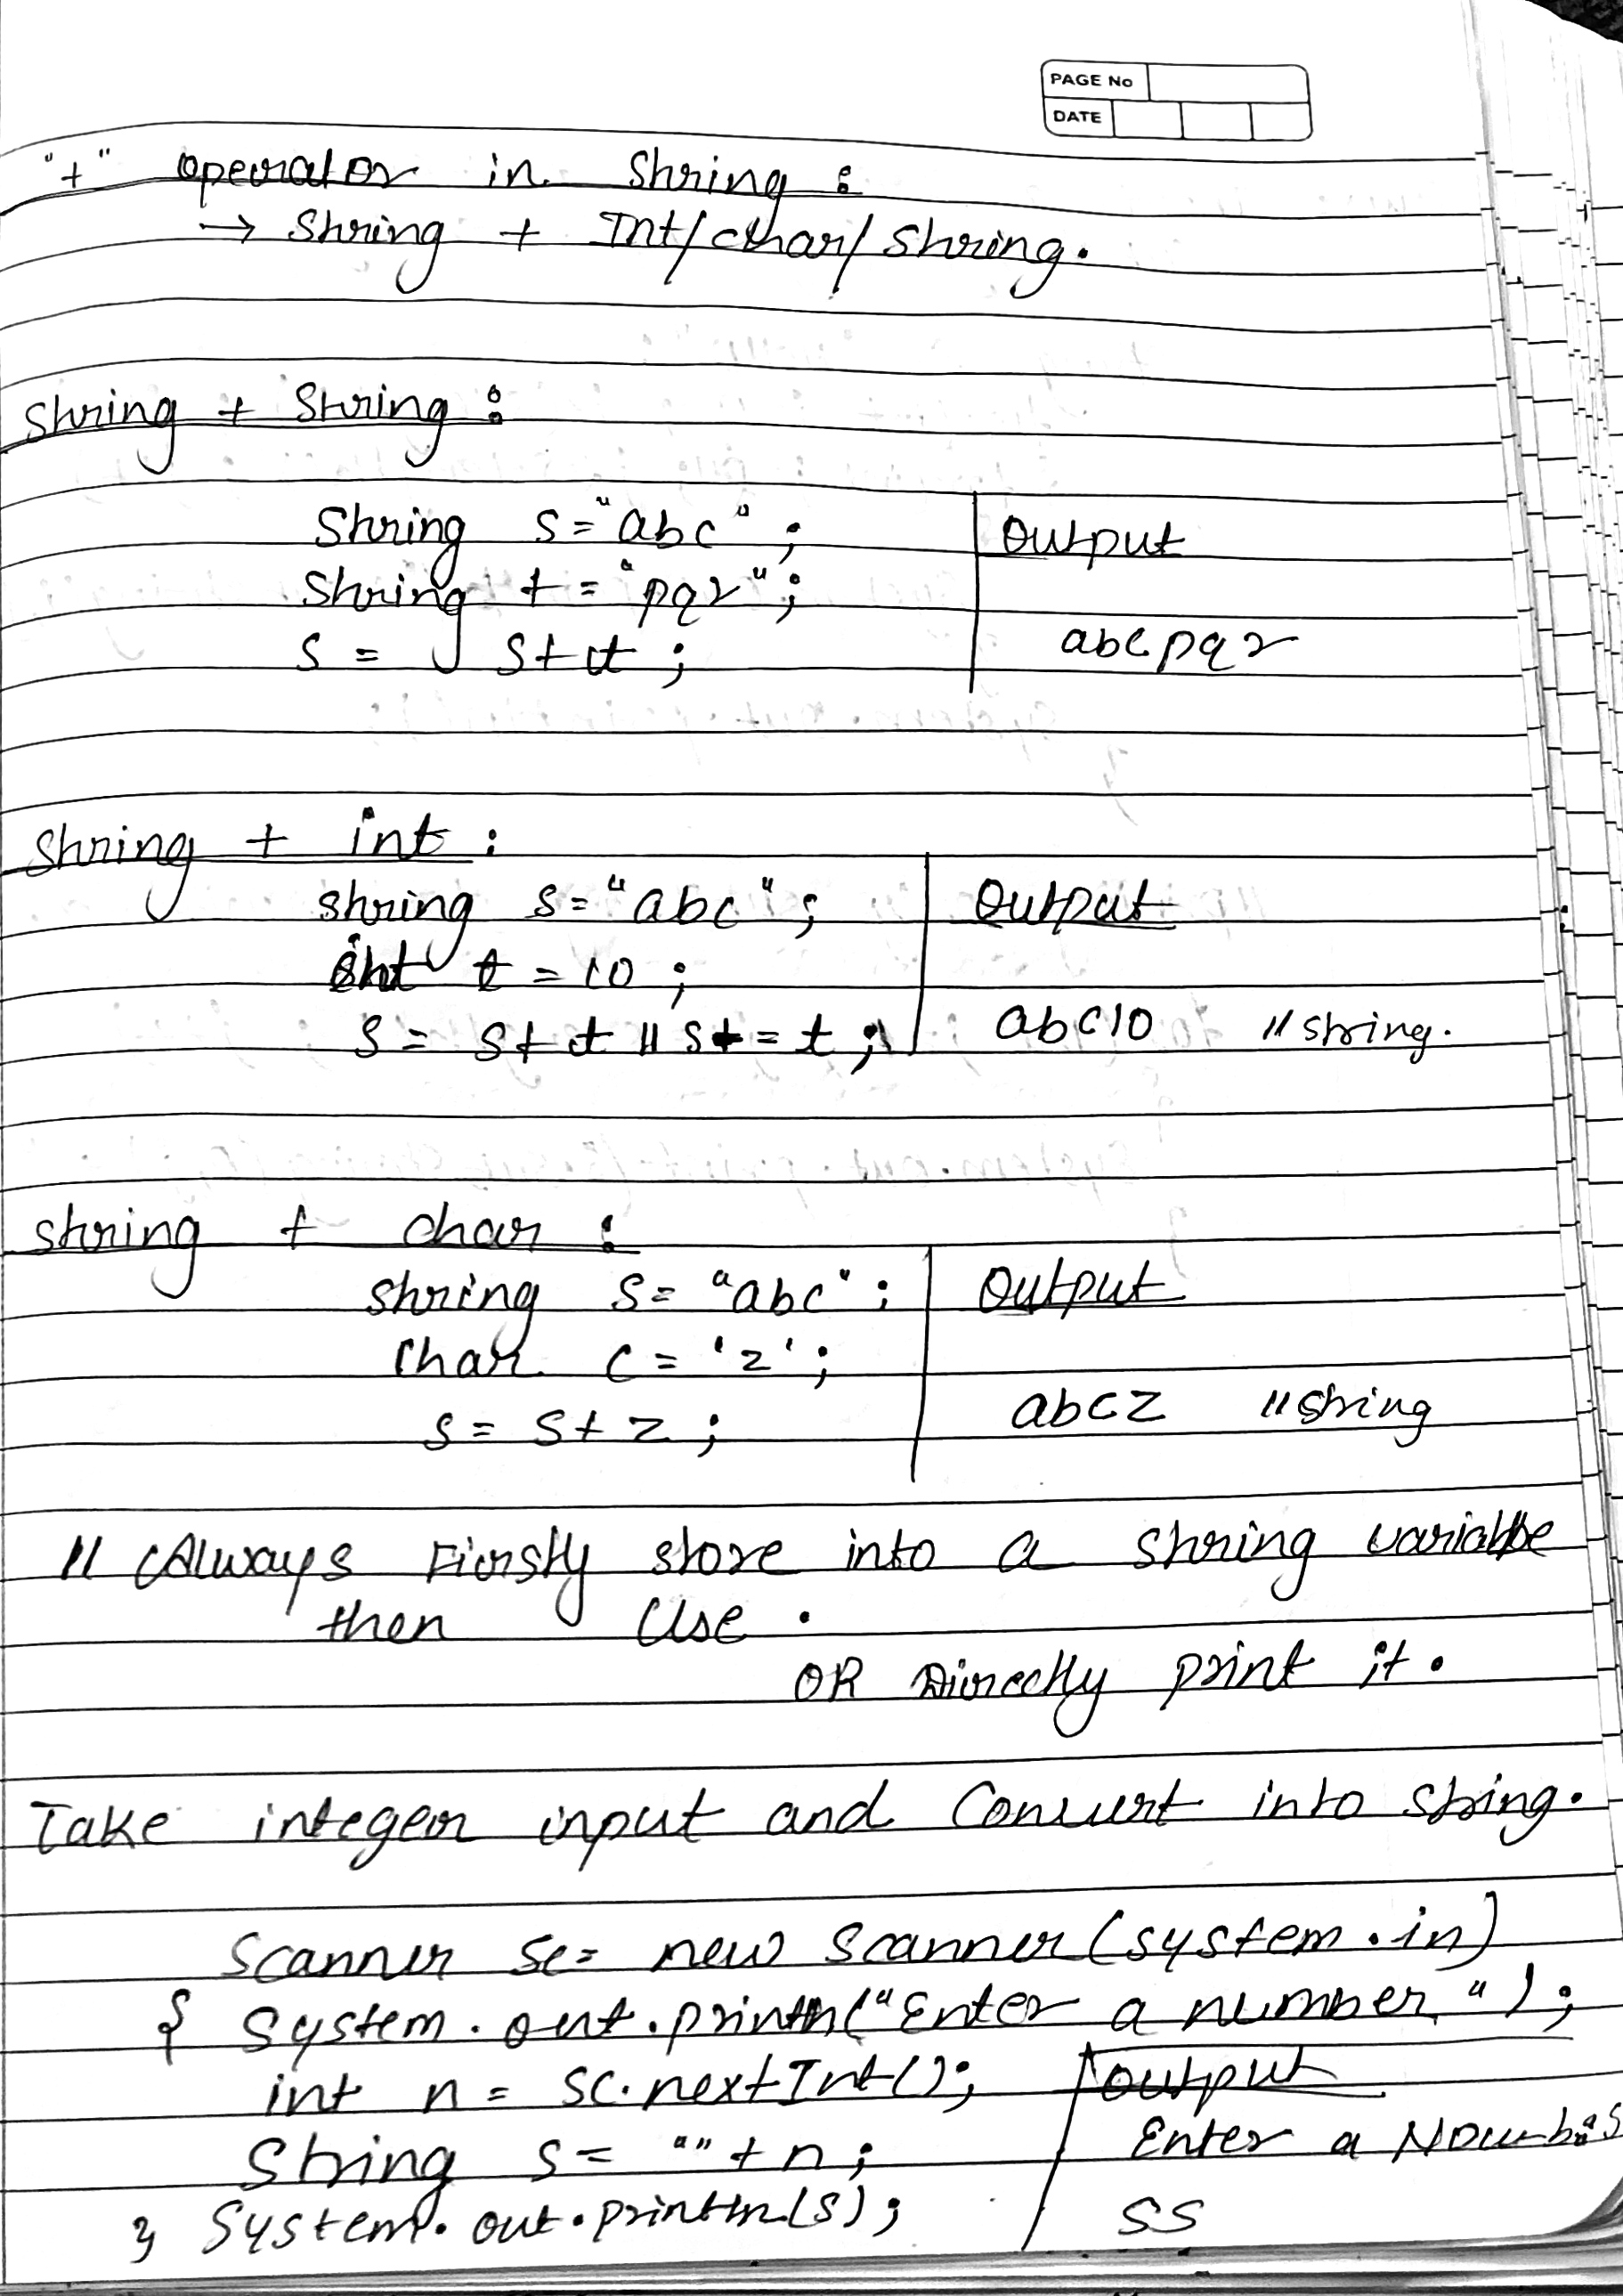 PAGE No
DATE
"+" operator in String :
→ String + Int/char/String.
String + String :
String s = "abc" ;
String t = "pqr" ;
s = s + t ;
Output
abcpqr
String + int :
String s = "abc" ;
int t = 10 ;
s = s + t // s += t ;
Output
abc10 // string.
String + char :
String s = "abc" ;
char c = 'z' ;
s = s + z ;
Output
abcz // string
// Always Firstly store into a string variable
then use .
OR Directly print it .
Take integer input and Convert into string.
Scanner sc = new Scanner (system.in)
{ System.out.println("Enter a number") ;
int n = sc.nextInt() ;
String s = "" + n ;
} System.out.println(s) ;
Output
Enter a
55